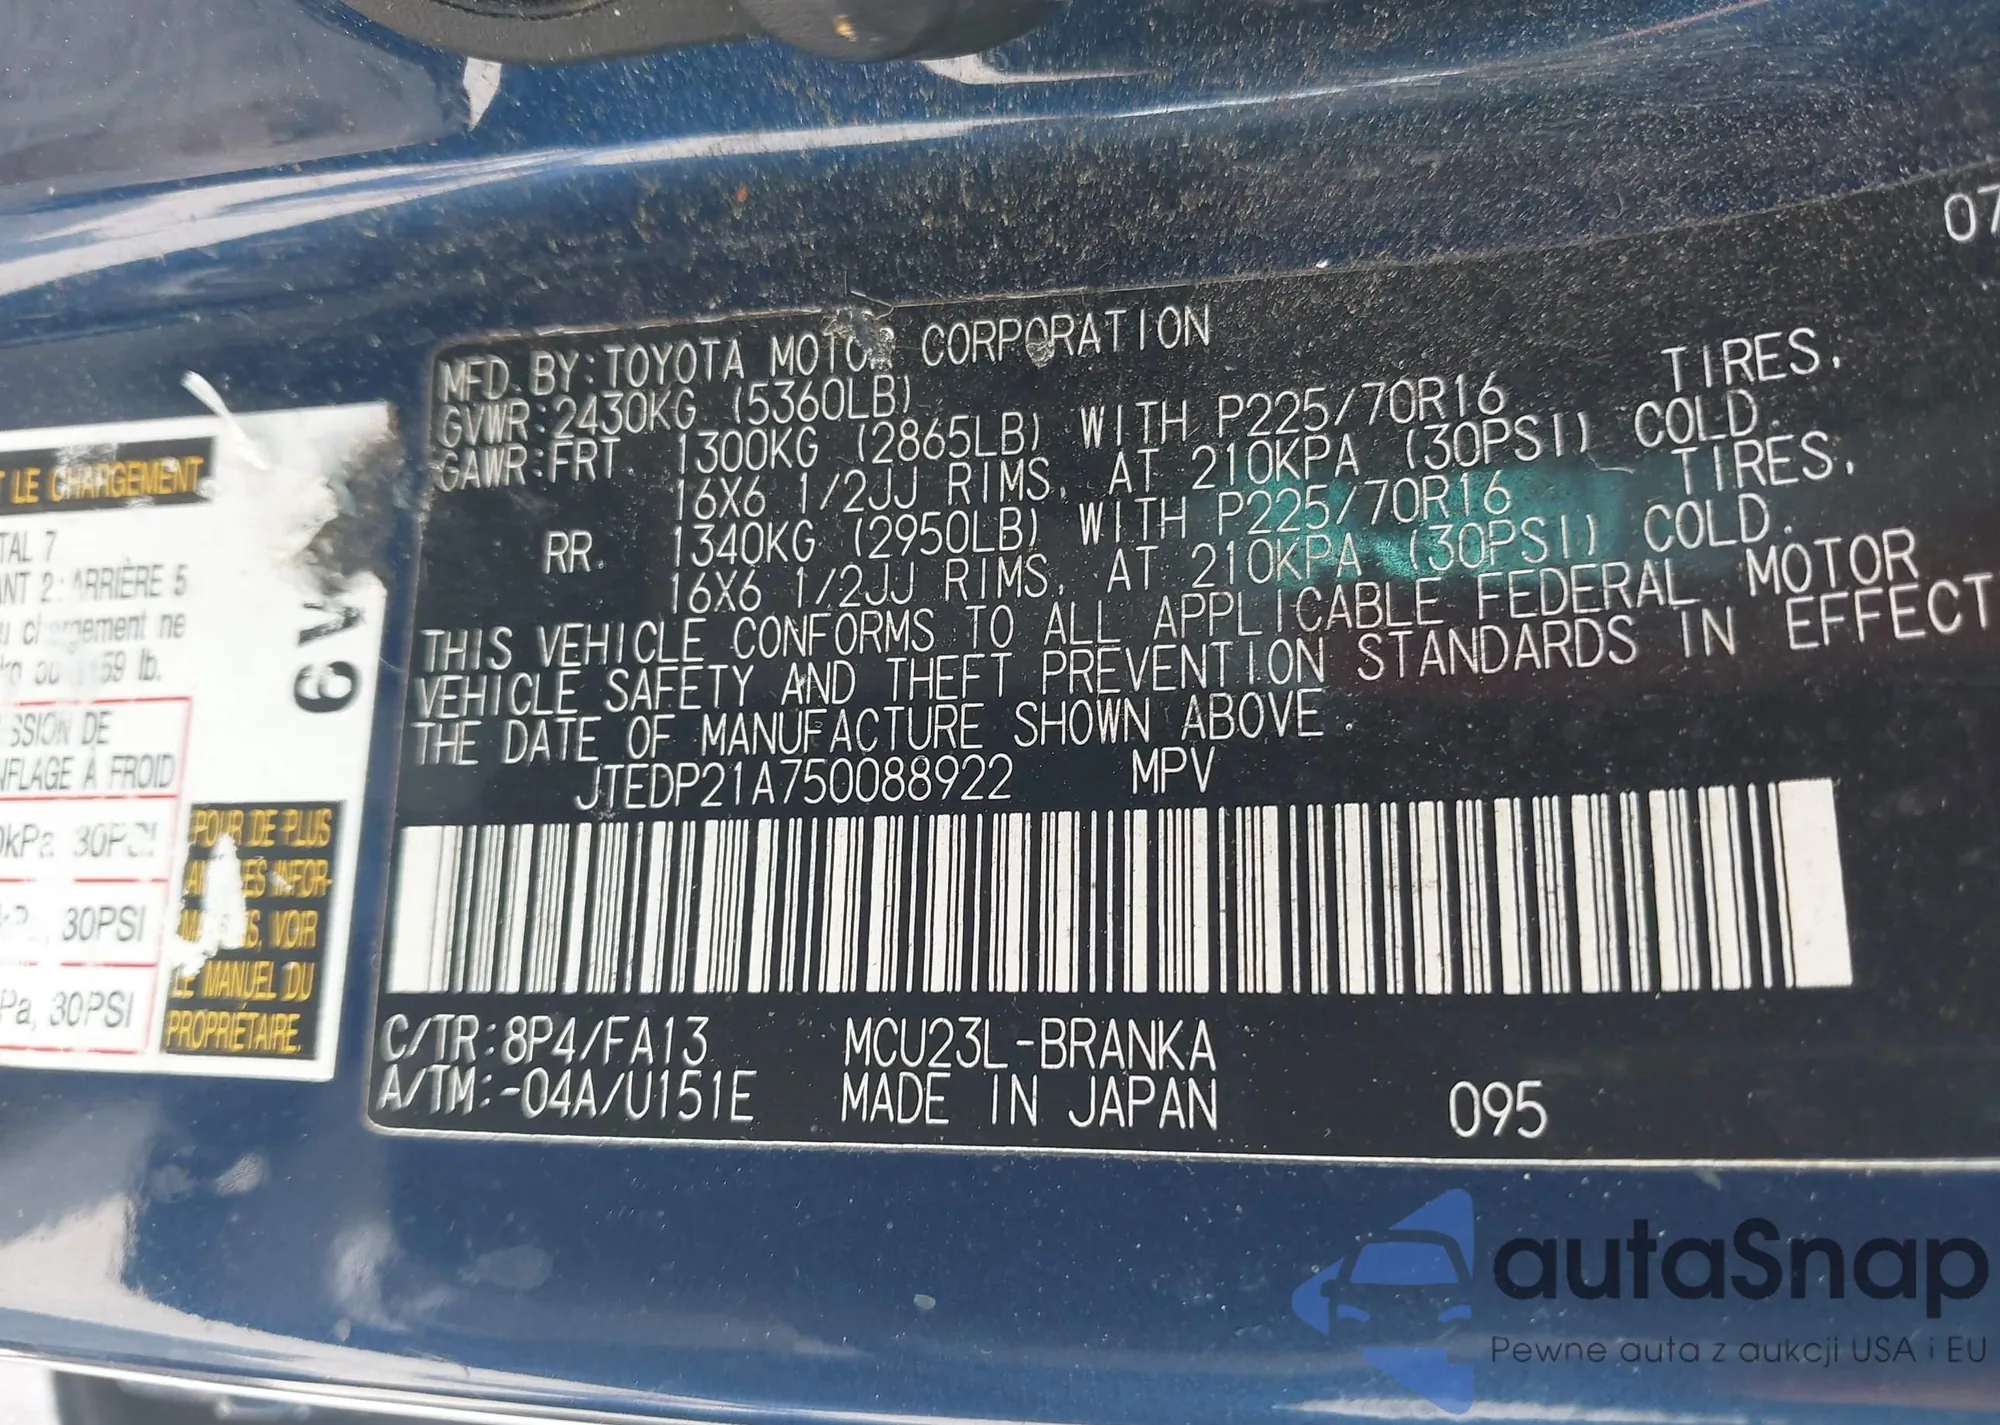 07
MFD. BY: TOYOTA MOTOR CORPORATION
GVWR: 2430KG (5360LB)
GAWR: FRT 1300KG (2865LB) WITH P225/70R16 TIRES,
16X6 1/2JJ RIMS, AT 210KPA (30PSI) COLD.
RR. 1340KG (2950LB) WITH P225/70R16 TIRES,
16X6 1/2JJ RIMS, AT 210KPA (30PSI) COLD.
THIS VEHICLE CONFORMS TO ALL APPLICABLE FEDERAL MOTOR
VEHICLE SAFETY AND THEFT PREVENTION STANDARDS IN EFFECT
THE DATE OF MANUFACTURE SHOWN ABOVE.
JTEDP21A750088922 MPV
C/TR: 8P4/FA13 MCU23L-BRANKA
A/TM: -04A/U151E MADE IN JAPAN 095
LE CHARGEMENT
TAL 7
ANT 2: ARRIÈRE 5
chargement ne
lb.
SSION DE
NFLAGE À FROID
kPa, 30PSI
30PSI
Pa, 30PSI
6V
POUR DE PLUS
INFOR-
VOIR
LE MANUEL DU
PROPRIÉTAIRE.
autaSnap
Pewne auta z aukcji USA i EU